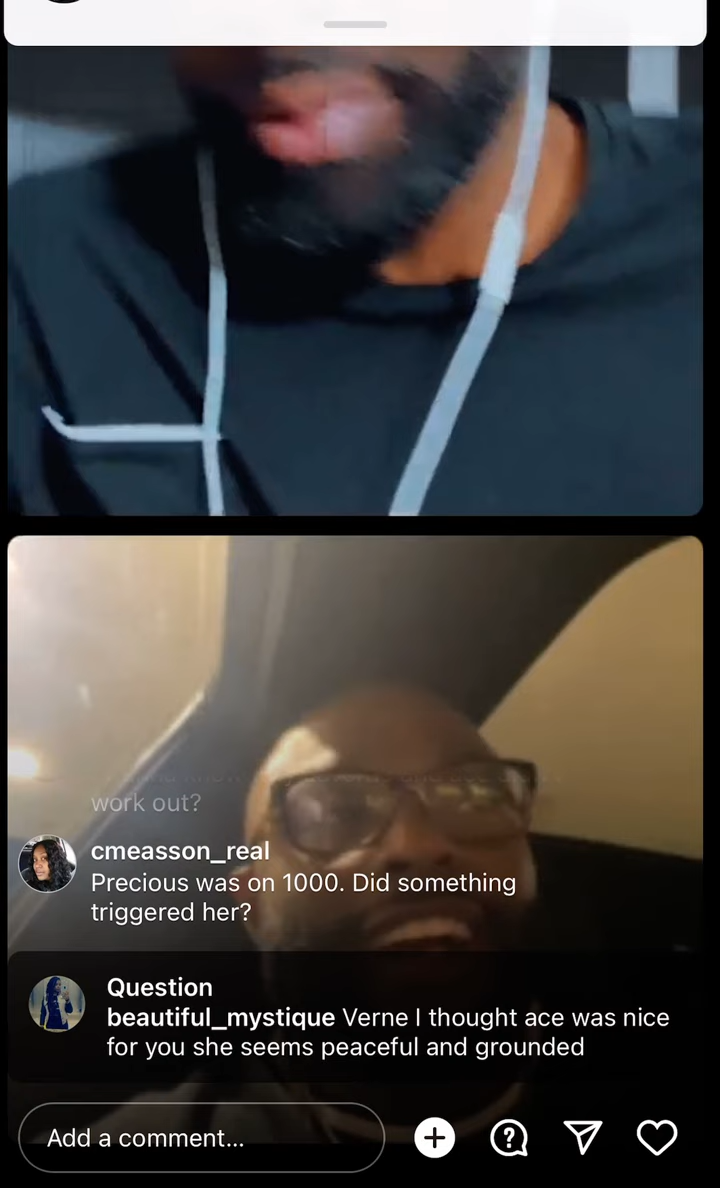 work out?
cmeasson_real
Precious was on 1000. Did something
triggered her?
Question
beautiful_mystique Verne I thought ace was nice
for you she seems peaceful and grounded
Add a comment...